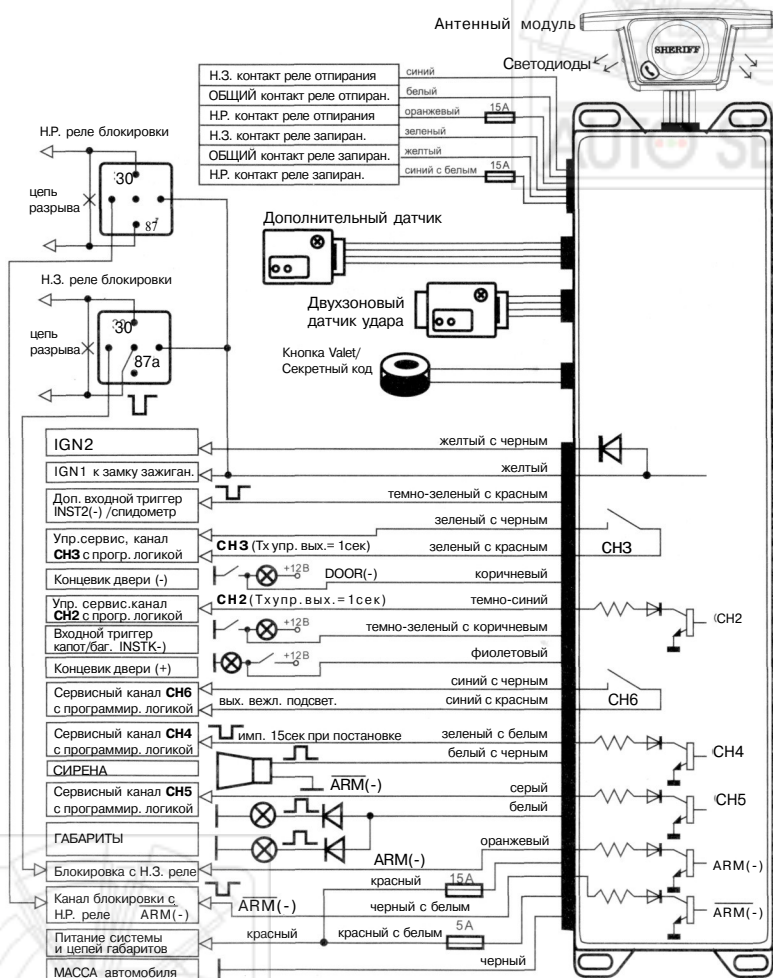 Антенный модуль
SHERIFF
Светодиоды
AUTO SE
Н.З. контакт реле отпирания
синий
ОБЩИЙ контакт реле отпиран.
белый
Н.Р. контакт реле отпирания
оранжевый
15А
Н.З. контакт реле запиран.
зеленый
ОБЩИЙ контакт реле запиран.
желтый
Н.Р. контакт реле запиран.
синий с белым
15А
Н.Р. реле блокировки
30
87
цепь
разрыва
Дополнительный датчик
Н.З. реле блокировки
30
87а
цепь
разрыва
Двухзоновый
датчик удара
Кнопка Valet/
Секретный код
IGN2
желтый с черным
IGN1 к замку зажиган.
желтый
Доп. входной триггер
INST2(-) /спидометр
темно-зеленый с красным
зеленый с черным
Упр.сервис, канал
СН3 с прогр. логикой
СН3 (Тх упр. вых.= 1сек)
зеленый с красным
СН3
Концевик двери (-)
+12В
DOOR(-)
коричневый
Упр. сервис.канал
СН2 с прогр. логикой
СН2 (Тх упр. вых. = 1сек)
темно-синий
СН2
Входной триггер
капот/баг. INSTK-)
+12В
темно-зеленый с коричневым
Концевик двери (+)
+12В
фиолетовый
Сервисный канал СН6
с программир. логикой
синий с черным
вых. вежл. подсвет.
синий с красным
СН6
Сервисный канал СН4
с программир. логикой
имп. 15сек при постановке
зеленый с белым
СН4
СИРЕНА
белый с черным
ARM(-)
Сервисный канал СН5
с программир. логикой
серый
СН5
белый
ГАБАРИТЫ
оранжевый
Блокировка с Н.З. реле
ARM(-)
ARM(-)
красный
15А
Канал блокировки с
Н.Р. реле ARM(-)
ARM(-)
черный с белым
ARM(-)
Питание системы
и цепей габаритов
красный
красный с белым
5А
МАССА автомобиля
черный